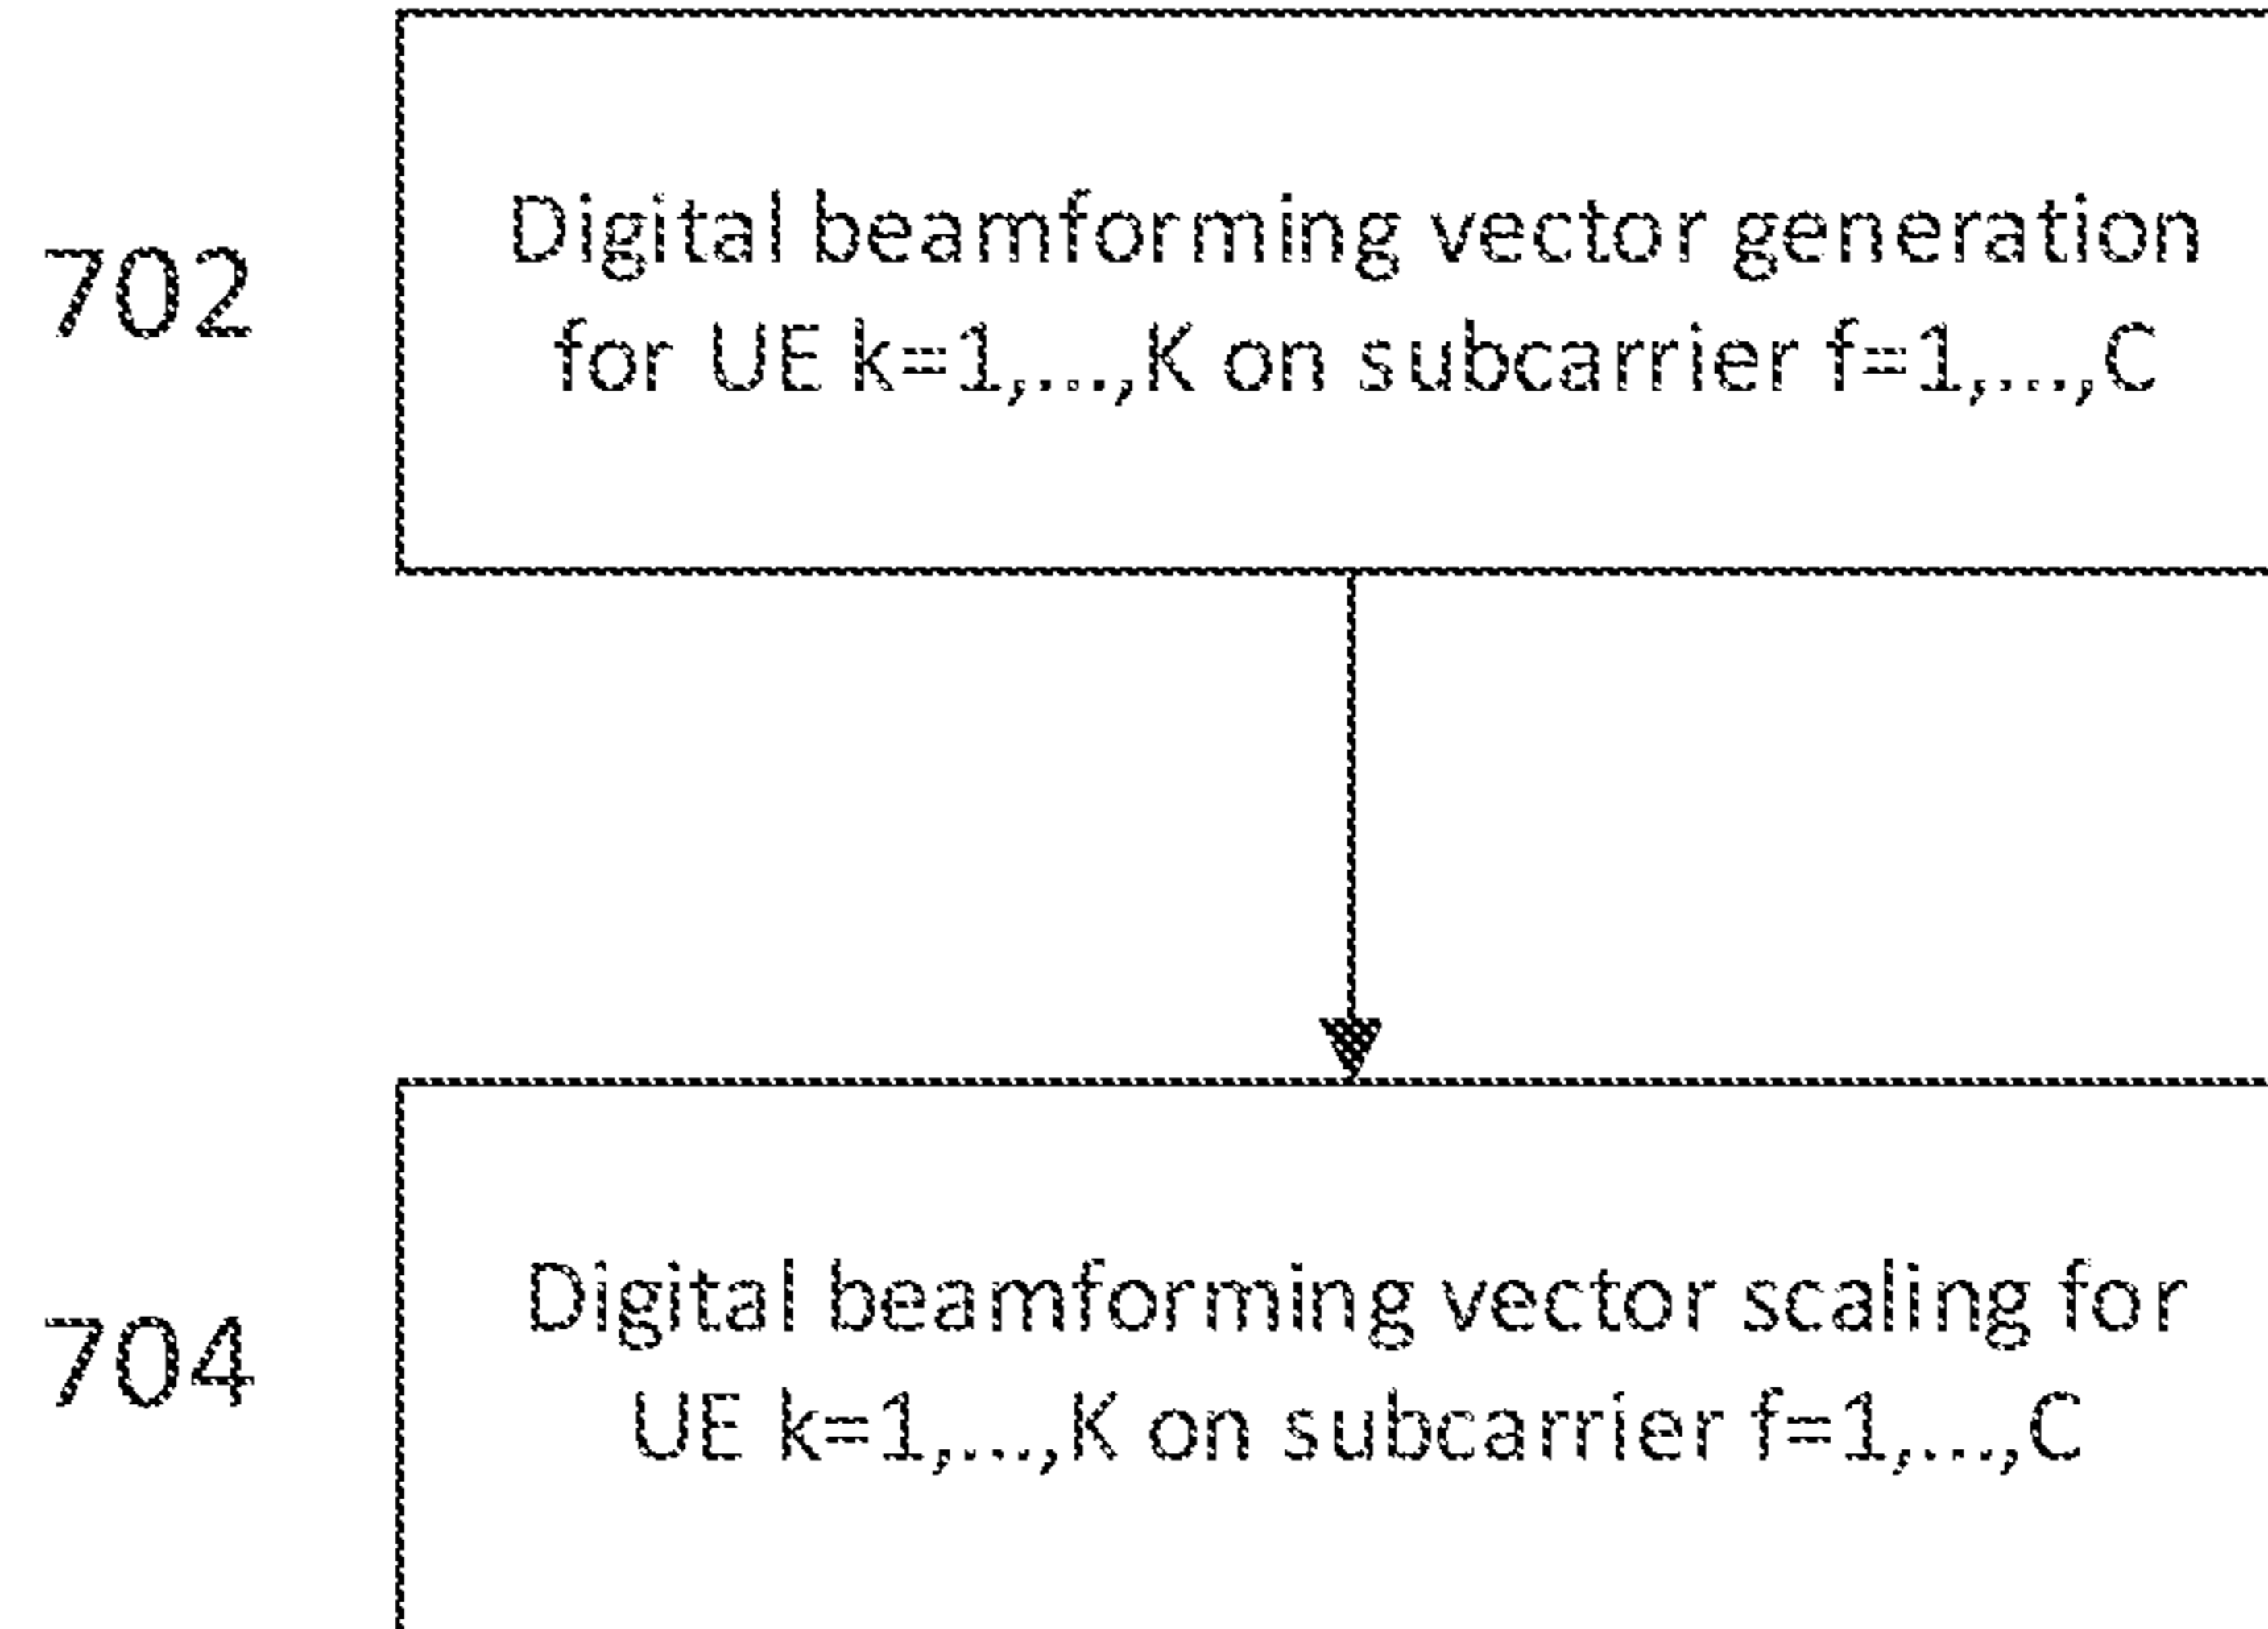 702
Digital beamforming vector generation
for UE k=1,...,K on subcarrier f=1,...,C
704
Digital beamforming vector scaling for
UE k=1,...,K on subcarrier f=1,...,C